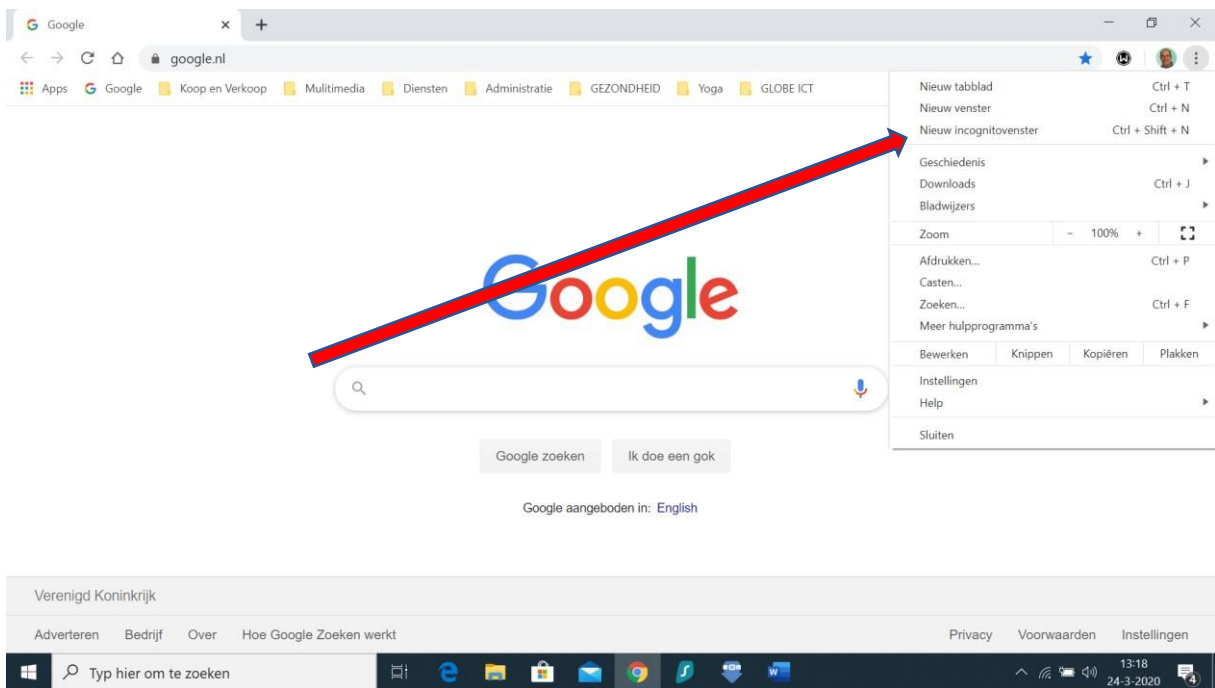 Google
google.nl
Apps Google Koop en Verkoop Mulitimedia Diensten Administratie GEZONDHEID Yoga GLOBE ICT
Nieuw tabblad Ctrl + T
Nieuw venster Ctrl + N
Nieuw incognitovenster Ctrl + Shift + N
Geschiedenis
Downloads Ctrl + J
Bladwijzers
Zoom - 100% +
Afdrukken... Ctrl + P
Casten...
Zoeken... Ctrl + F
Meer hulpprogramma's
Bewerken Knippen Kopiëren Plakken
Instellingen
Help
Sluiten
Google
Google zoeken Ik doe een gok
Google aangeboden in: English
Verenigd Koninkrijk
Adverteren Bedrijf Over Hoe Google Zoeken werkt Privacy Voorwaarden Instellingen
Typ hier om te zoeken 13:18
24-3-2020 4